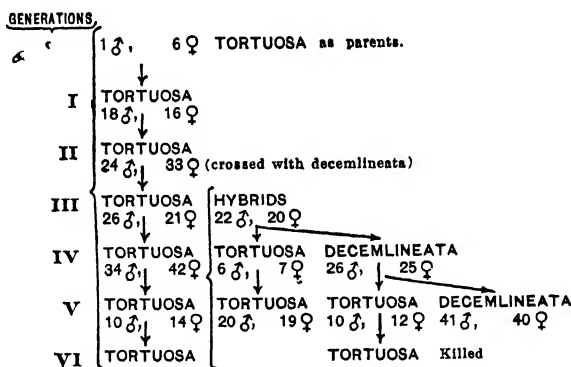 GENERATIONS
1♂, 6♀ TORTUOSA as parents.
I TORTUOSA
18♂, 16♀
II TORTUOSA
24♂, 33♀ (crossed with decemlineata)
III TORTUOSA HYBRIDS
26♂, 21♀ 22♂, 20♀
IV TORTUOSA TORTUOSA DECEMLINEATA
34♂, 42♀ 6♂, 7♀ 26♂, 25♀
V TORTUOSA TORTUOSA TORTUOSA DECEMLINEATA
10♂, 14♀ 20♂, 19♀ 10♂, 12♀ 41♂, 40♀
VI TORTUOSA TORTUOSA Killed